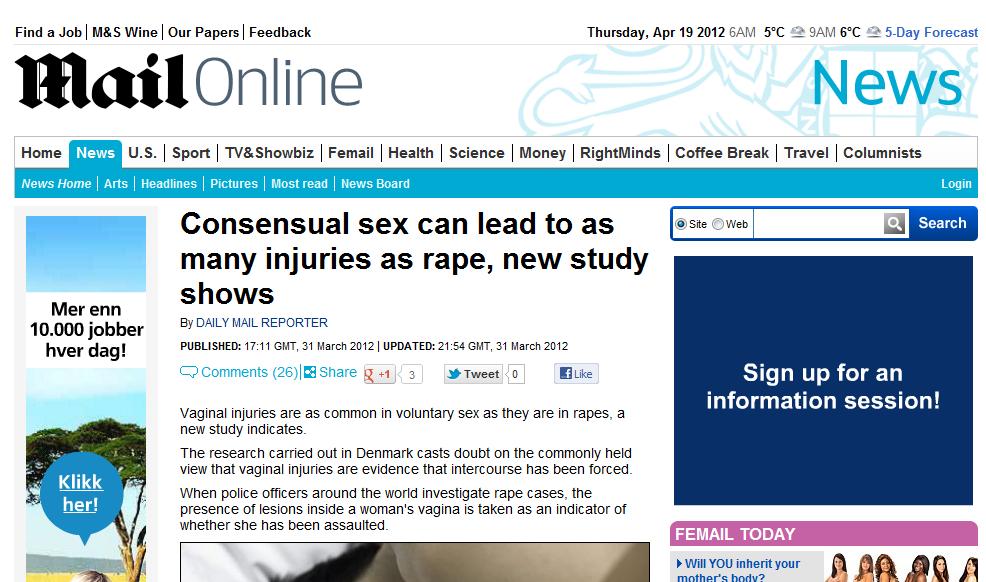 Find a Job | M&S Wine | Our Papers | Feedback
Thursday, Apr 19 2012 6AM 5°C 9AM 6°C 5-Day Forecast
Mail Online
News
Home News U.S. Sport TV&Showbiz Femail Health Science Money RightMinds Coffee Break Travel Columnists
News Home Arts Headlines Pictures Most read News Board
Login
Mer enn
10.000 jobber
hver dag!
Klikk
her!
Consensual sex can lead to as
many injuries as rape, new study
shows
By DAILY MAIL REPORTER
PUBLISHED: 17:11 GMT, 31 March 2012 | UPDATED: 21:54 GMT, 31 March 2012
Comments (26) Share +1 3 Tweet 0 Like
Vaginal injuries are as common in voluntary sex as they are in rapes, a
new study indicates.
The research carried out in Denmark casts doubt on the commonly held
view that vaginal injuries are evidence that intercourse has been forced.
When police officers around the world investigate rape cases, the
presence of lesions inside a woman's vagina is taken as an indicator of
whether she has been assaulted.
Site Web Search
Sign up for an
information session!
FEMAIL TODAY
Will YOU inherit your
mother's body?